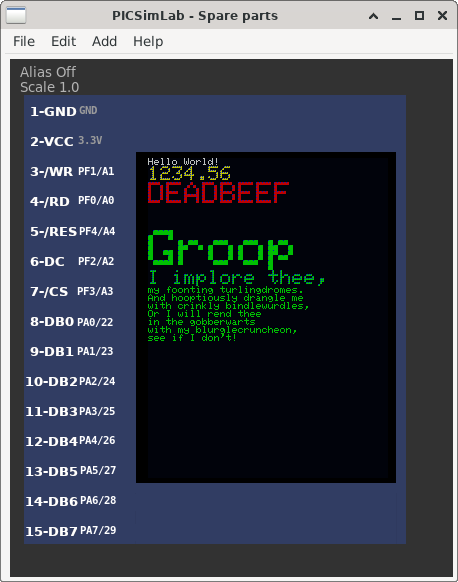 PICSimLab - Spare parts
File Edit Add Help
Alias Off
Scale 1.0
1-GND GND
2-VCC 3.3V
3-/WR PF1/A1
4-/RD PF0/A0
5-/RES PF4/A4
6-DC PF2/A2
7-/CS PF3/A3
8-DB0 PA0/22
9-DB1 PA1/23
10-DB2 PA2/24
11-DB3 PA3/25
12-DB4 PA4/26
13-DB5 PA5/27
14-DB6 PA6/28
15-DB7 PA7/29
Hello World!
1234.56
DEADBEEF
Groop
I implore thee,
my foonting turlingdromes.
And hooptiously drangle me
with crinkly bindlewurdles,
Or I will rend thee
in the gobberwarts
with my blurglecruncheon,
see if I don't!